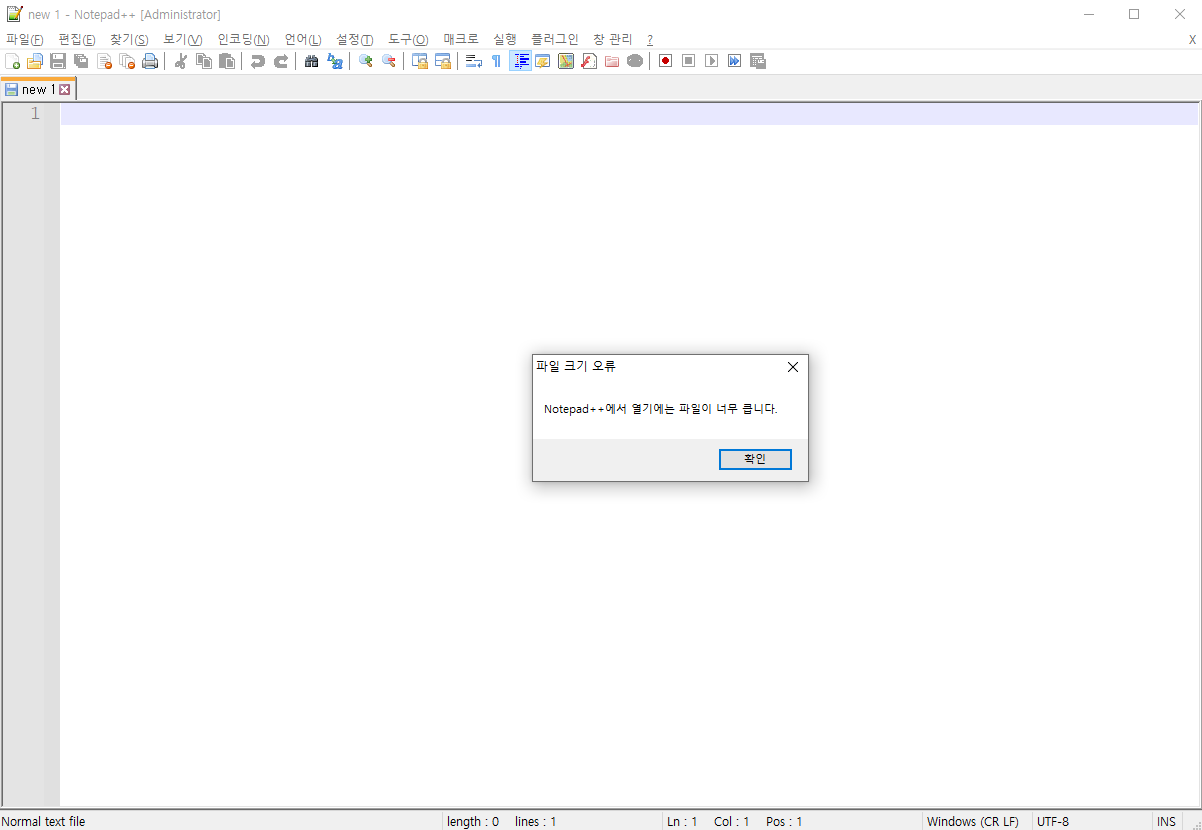 new 1 - Notepad++ [Administrator]
파일(F) 편집(E) 찾기(S) 보기(V) 인코딩(N) 언어(L) 설정(T) 도구(O) 매크로 실행 플러그인 창 관리 ? X
new 1
1
파일 크기 오류
Notepad++에서 열기에는 파일이 너무 큽니다.
확인
Normal text file length : 0 lines : 1 Ln : 1 Col : 1 Pos : 1 Windows (CR LF) UTF-8 INS